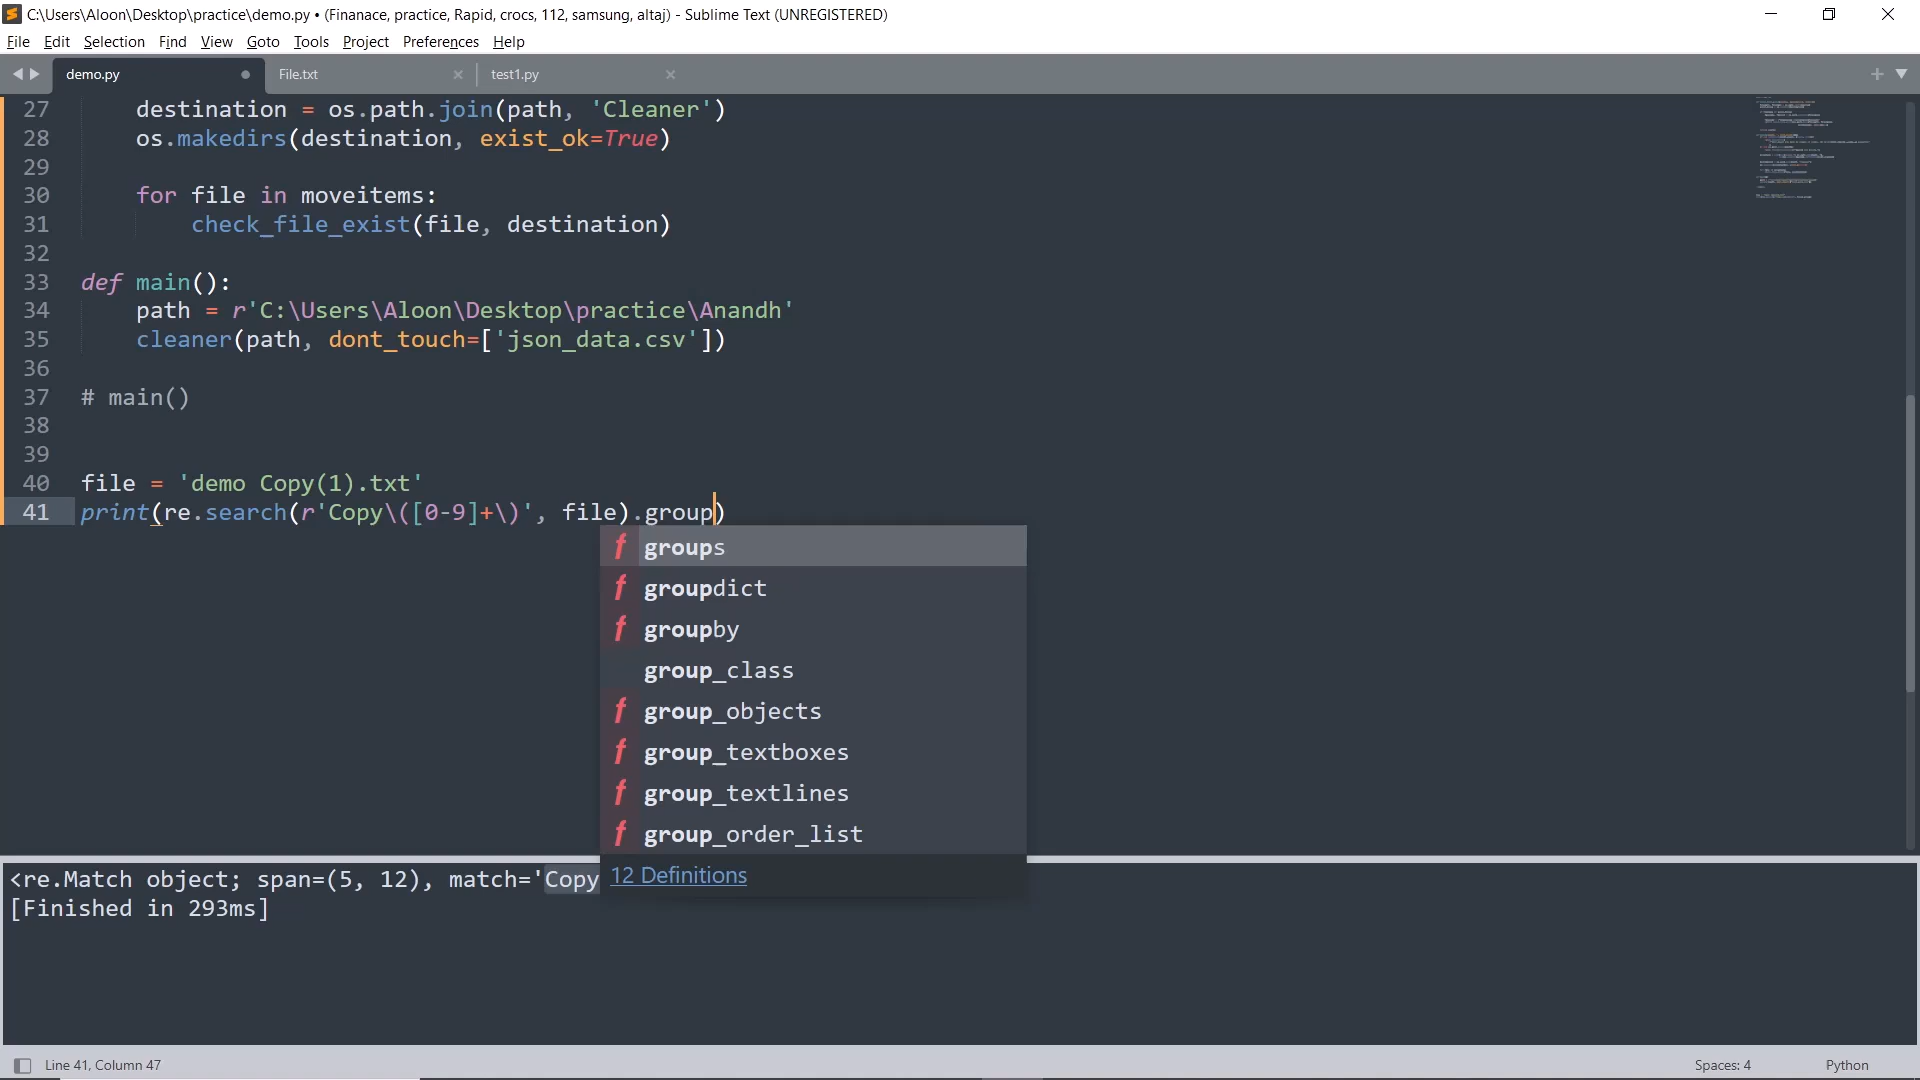 C:\Users\Aloon\Desktop\practice\demo.py • (Finanace, practice, Rapid, crocs, 112, samsung, altaj) - Sublime Text (UNREGISTERED)
File Edit Selection Find View Goto Tools Project Preferences Help
demo.py File.txt test1.py
27 destination = os.path.join(path, 'Cleaner')
28 os.makedirs(destination, exist_ok=True)
29
30 for file in moveitems:
31 check_file_exist(file, destination)
32
33 def main():
34 path = r'C:\Users\Aloon\Desktop\practice\Anandh'
35 cleaner(path, dont_touch=['json_data.csv'])
36
37 # main()
38
39
40 file = 'demo Copy(1).txt'
41 print(re.search(r'Copy\([0-9]+\)', file).group)
f groups
f groupdict
f groupby
group_class
f group_objects
f group_textboxes
f group_textlines
f group_order_list
12 Definitions
<re.Match object; span=(5, 12), match='Copy
[Finished in 293ms]
Line 41, Column 47 Spaces: 4 Python